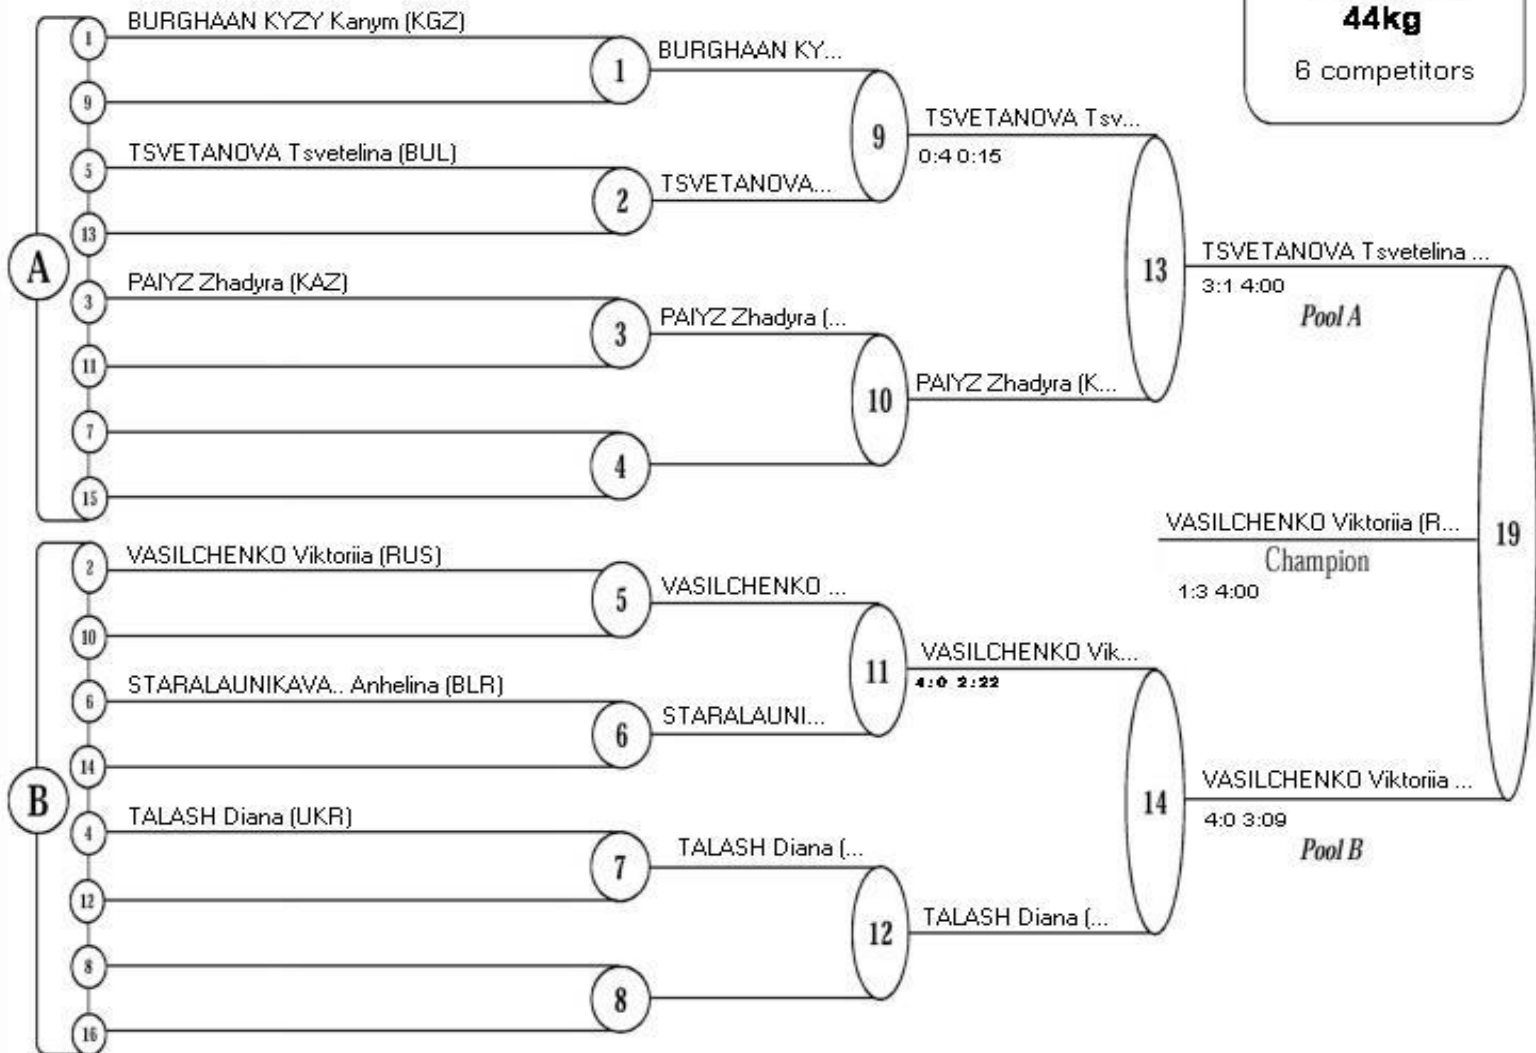 44kg
6 competitors
A
1
BURGHAAN KYZY Kanym (KGZ)
9
1
BURGHAAN KY...
5
TSVETANOVA Tsvetelina (BUL)
13
2
TSVETANOVA...
9
TSVETANOVA Tsv...
0:4 0:15
3
PAIYZ Zhadyra (KAZ)
11
3
PAIYZ Zhadyra (...
7
15
4
10
PAIYZ Zhadyra (K...
13
TSVETANOVA Tsvetelina ...
3:1 4:00
Pool A
B
2
VASILCHENKO Viktoriia (RUS)
10
5
VASILCHENKO ...
6
STARALAUNIKAVA.. Anhelina (BLR)
14
6
STARALAUNI...
11
VASILCHENKO Vik...
4:0 2:22
4
TALASH Diana (UKR)
12
7
TALASH Diana (...
8
16
8
12
TALASH Diana (...
14
VASILCHENKO Viktoriia ...
4:0 3:09
Pool B
19
VASILCHENKO Viktoriia (R...
Champion
1:3 4:00